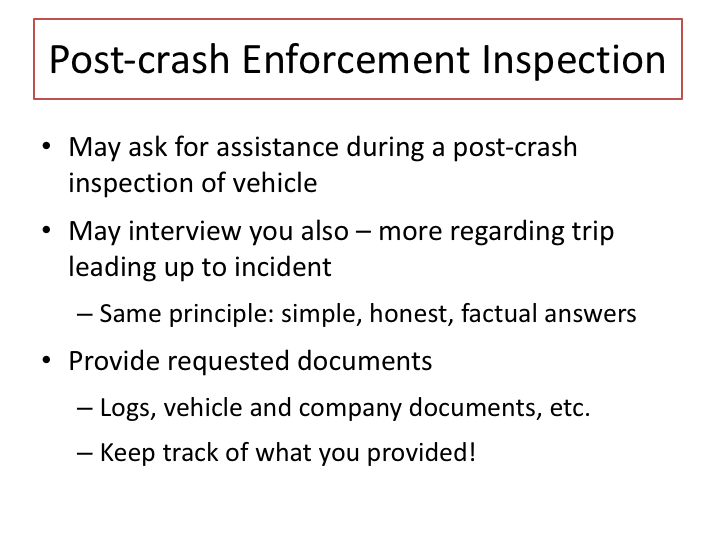 Post-crash Enforcement Inspection
• May ask for assistance during a post-crash
inspection of vehicle
• May interview you also – more regarding trip
leading up to incident
– Same principle: simple, honest, factual answers
• Provide requested documents
– Logs, vehicle and company documents, etc.
– Keep track of what you provided!